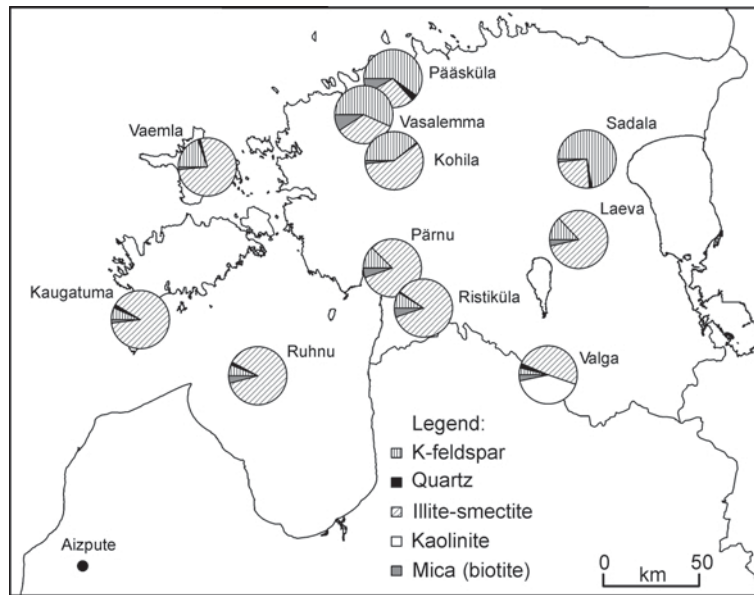 Pääsküla
Vasalemma
Vaemla
Kohila
Sadala
Laeva
Pärnu
Kaugatuma
Ristiküla
Ruhnu
Valga
Legend:
K-feldspar
Quartz
Illite-smectite
Kaolinite
Mica (biotite)
Aizpute
0 50
km